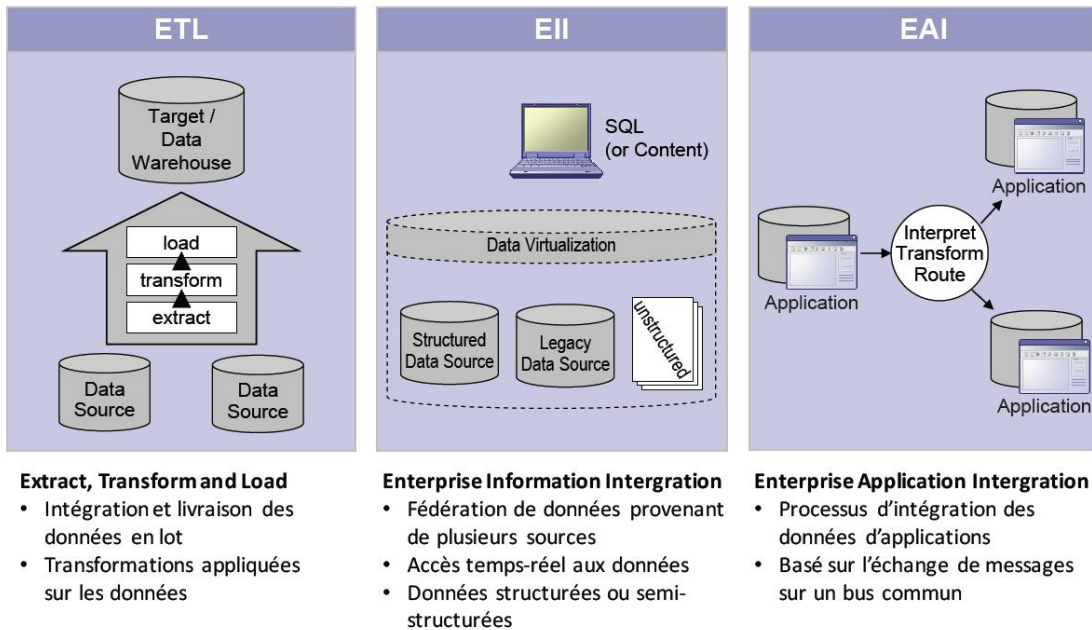 ETL
Target /
Data
Warehouse
load
transform
extract
Data
Source
Data
Source
Extract, Transform and Load
• Intégration et livraison des
données en lot
• Transformations appliquées
sur les données
EII
SQL
(or Content)
Data Virtualization
Structured
Data Source
Legacy
Data Source
unstructured
Enterprise Information Intergration
• Fédération de données provenant
de plusieurs sources
• Accès temps-réel aux données
• Données structurées ou semi-
structurées
EAI
Application
Interpret
Transform
Route
Application
Application
Enterprise Application Intergration
• Processus d’intégration des
données d’applications
• Basé sur l’échange de messages
sur un bus commun